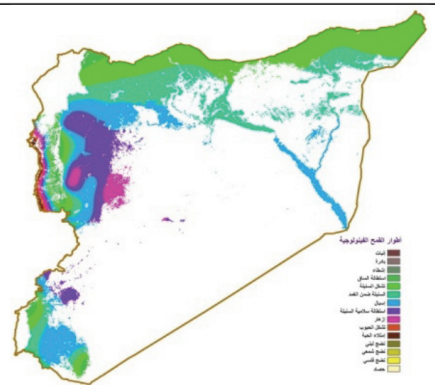 أطوار القمح الفينولوجية
إنبات
بادرة
إشطاء
استطالة الساق
تشكل السنبلة
السنبلة ضمن الغمد
إسبال
استطالة سلامية السنبلة
إزهار
تشكل الحبوب
امتلاء الحبة
نضج لبني
نضج شمعي
نضج قاسي
حصاد